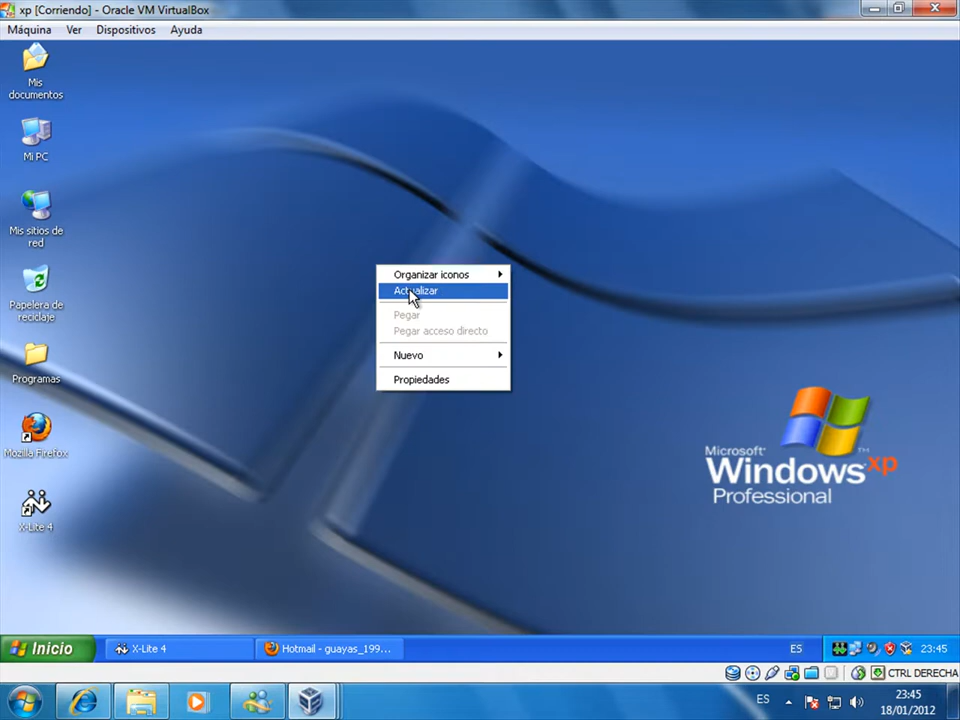 xp [Corriendo] - Oracle VM VirtualBox
Máquina Ver Dispositivos Ayuda
Mis
documentos
Mi PC
Mis sitios de
red
Papelera de
reciclaje
Programas
Mozilla Firefox
X-Lite 4
Organizar iconos
Actualizar
Pegar
Pegar acceso directo
Nuevo
Propiedades
Microsoft®
Windows xp
Professional
Inicio
X-Lite 4
Hotmail - guayas_199...
ES
23:45
CTRL DERECHA
ES
23:45
18/01/2012